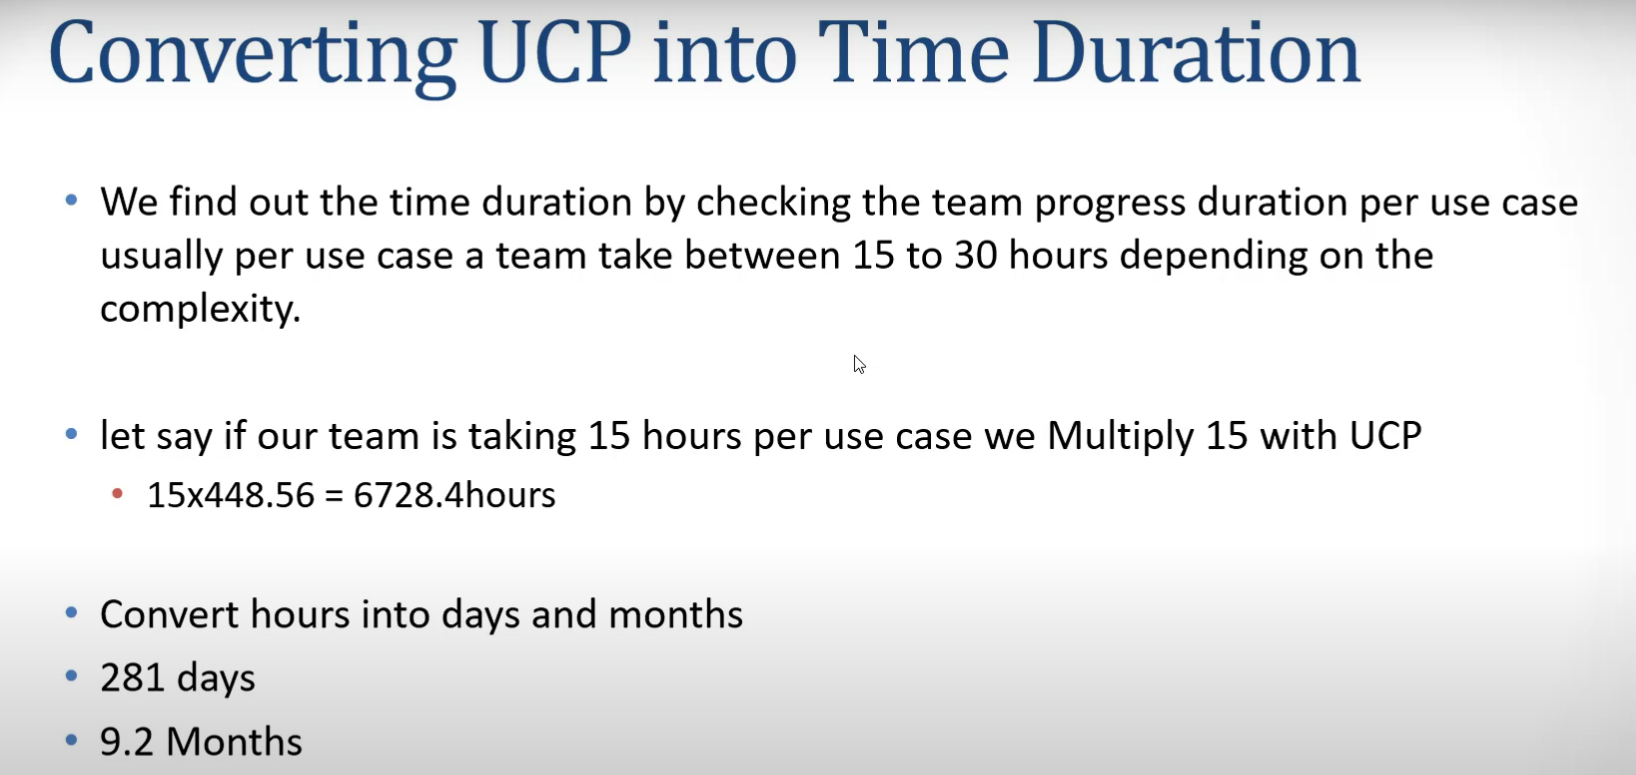 Converting UCP into Time Duration
• We find out the time duration by checking the team progress duration per use case
usually per use case a team take between 15 to 30 hours depending on the
complexity.
• let say if our team is taking 15 hours per use case we Multiply 15 with UCP
• 15x448.56 = 6728.4hours
• Convert hours into days and months
• 281 days
• 9.2 Months